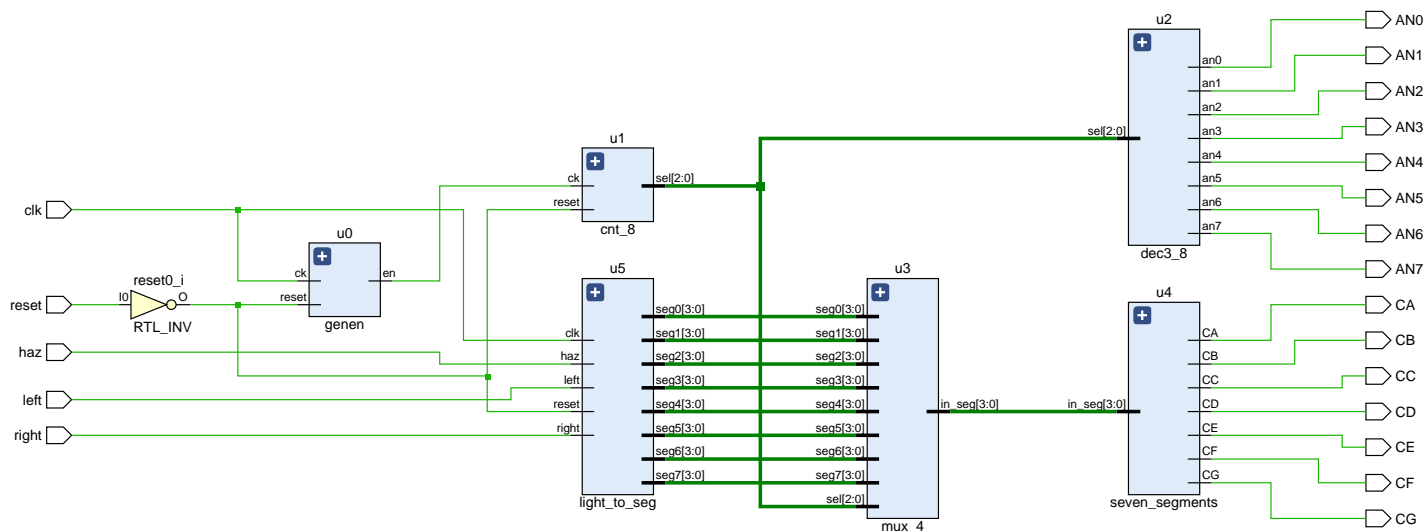 clk
reset
haz
left
right
reset0_i
I0
O
RTL_INV
u0
ck
reset
en
genen
u1
ck
reset
sel[2:0]
cnt_8
u5
clk
haz
left
reset
right
seg0[3:0]
seg1[3:0]
seg2[3:0]
seg3[3:0]
seg4[3:0]
seg5[3:0]
seg6[3:0]
seg7[3:0]
light_to_seg
u3
seg0[3:0]
seg1[3:0]
seg2[3:0]
seg3[3:0]
seg4[3:0]
seg5[3:0]
seg6[3:0]
seg7[3:0]
sel[2:0]
in_seg[3:0]
mux_4
u2
sel[2:0]
an0
an1
an2
an3
an4
an5
an6
an7
dec3_8
u4
in_seg[3:0]
CA
CB
CC
CD
CE
CF
CG
seven_segments
AN0
AN1
AN2
AN3
AN4
AN5
AN6
AN7
CA
CB
CC
CD
CE
CF
CG